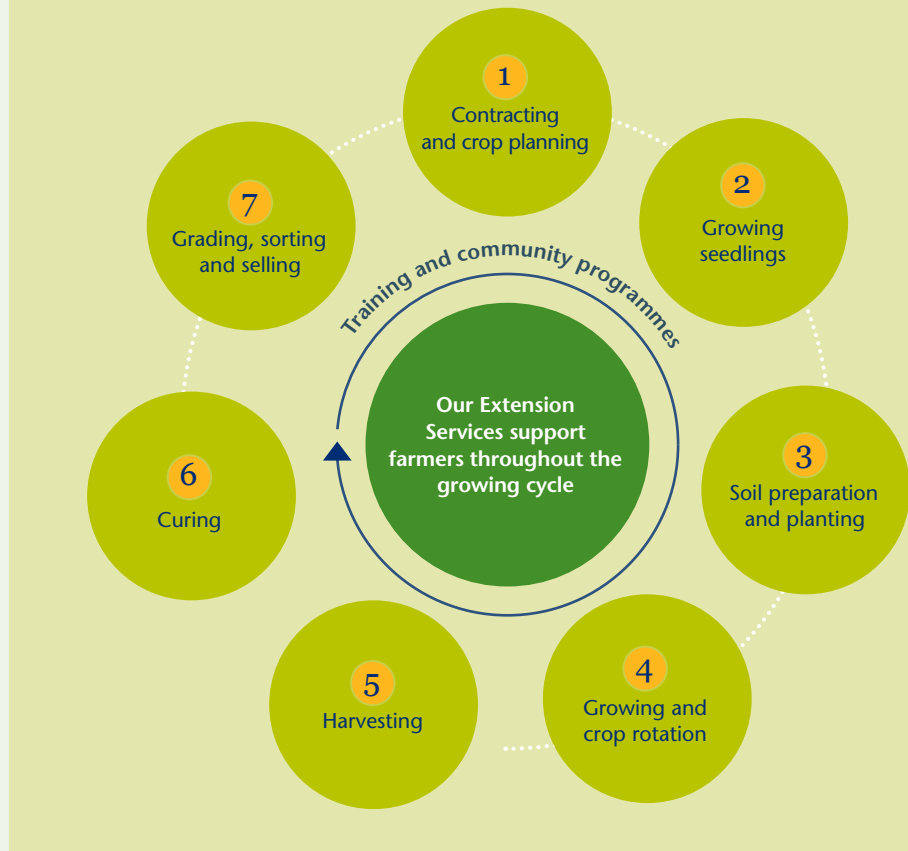 1
Contracting
and crop planning
2
Growing
seedlings
3
Soil preparation
and planting
4
Growing and
crop rotation
5
Harvesting
6
Curing
7
Grading, sorting
and selling
Training and community programmes
Our Extension
Services support
farmers throughout the
growing cycle